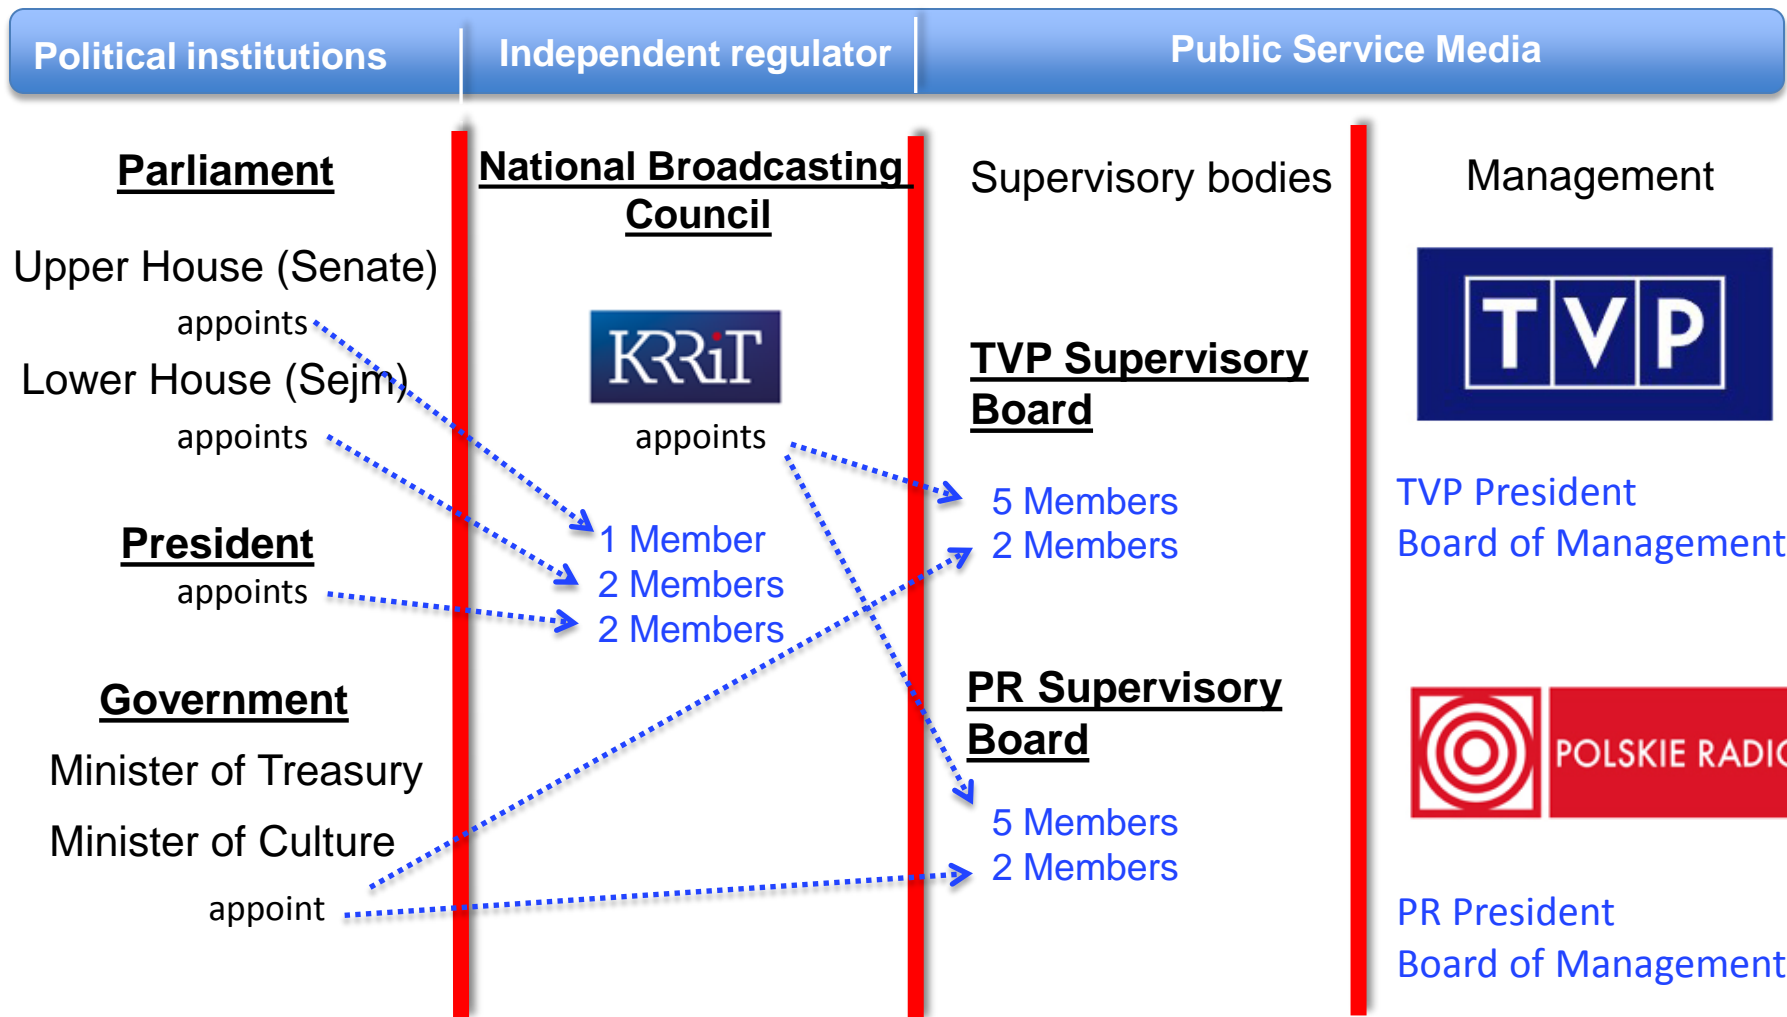 Political institutions
Independent regulator
Public Service Media
Parliament
Upper House (Senate)
appoints
Lower House (Sejm)
appoints
President
appoints
Government
Minister of Treasury
Minister of Culture
appoint
National Broadcasting
Council
KRRiT
appoints
1 Member
2 Members
2 Members
Supervisory bodies
TVP Supervisory
Board
5 Members
2 Members
PR Supervisory
Board
5 Members
2 Members
Management
TVP
TVP President
Board of Management
POLSKIE RADIO
PR President
Board of Management